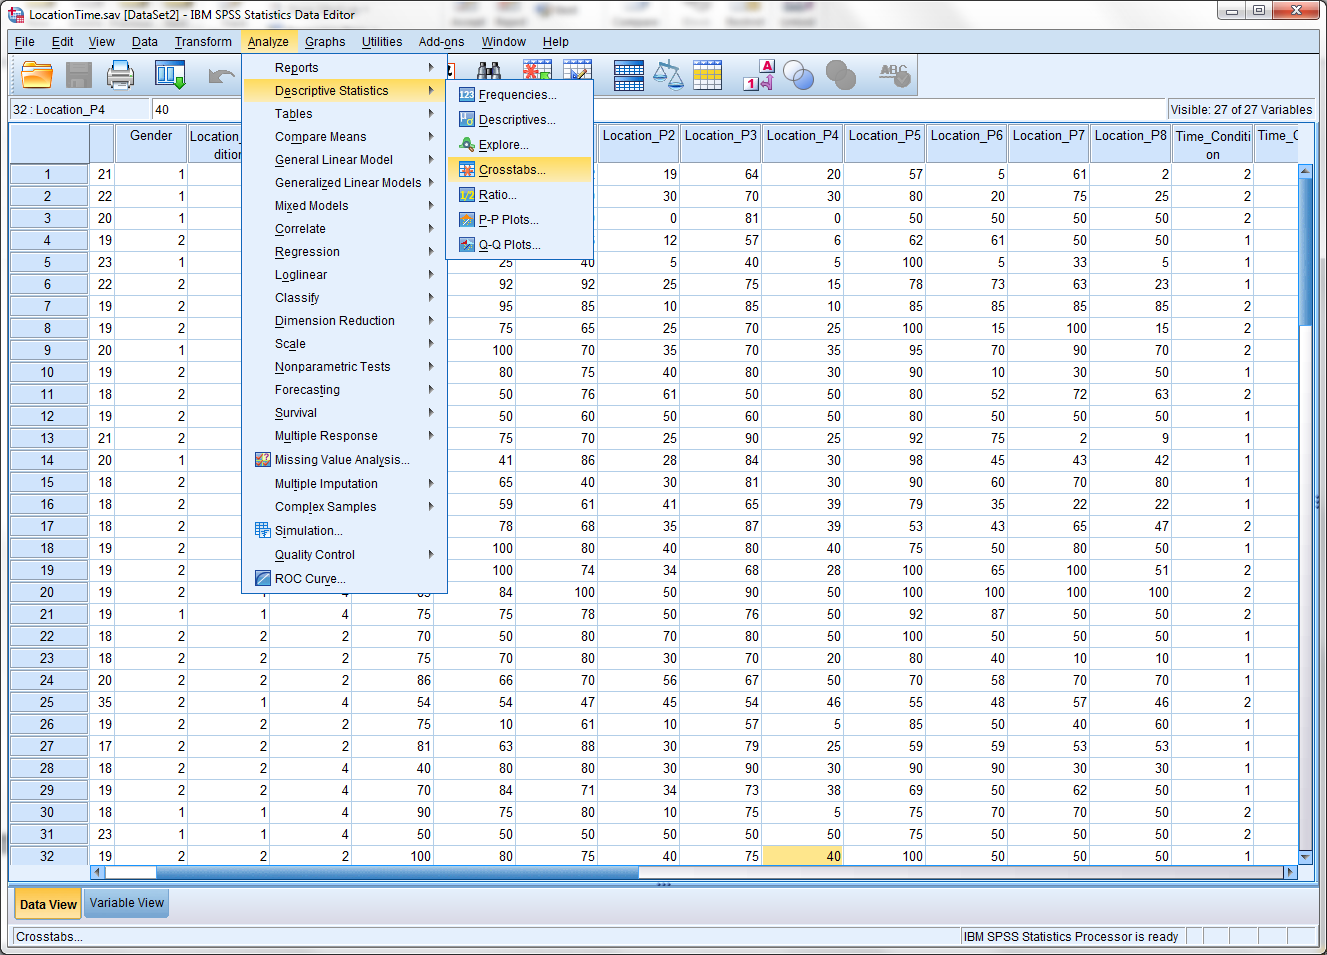 LocationTime.sav [DataSet2] - IBM SPSS Statistics Data Editor
File Edit View Data Transform Analyze Graphs Utilities Add-ons Window Help
32 : Location_P4 40 Visible: 27 of 27 Variables
Reports
Descriptive Statistics
Tables
Compare Means
General Linear Model
Generalized Linear Models
Mixed Models
Correlate
Regression
Loglinear
Classify
Dimension Reduction
Scale
Nonparametric Tests
Forecasting
Survival
Multiple Response
Missing Value Analysis...
Multiple Imputation
Complex Samples
Simulation...
Quality Control
ROC Curve...
Frequencies...
Descriptives...
Explore...
Crosstabs...
Ratio...
P-P Plots...
Q-Q Plots...
Gender Location_ dition Location_P2 Location_P3 Location_P4 Location_P5 Location_P6 Location_P7 Location_P8 Time_Conditi on Time_C
1 21 1 19 64 20 57 5 61 2 2
2 22 1 30 70 30 80 20 75 25 2
3 20 1 0 81 0 50 50 50 50 2
4 19 2 12 57 6 62 61 50 50 1
5 23 1 25 40 5 40 5 100 5 33 5 1
6 22 2 92 92 25 75 15 78 73 63 23 1
7 19 2 95 85 10 85 10 85 85 85 85 2
8 19 2 75 65 25 70 25 100 15 100 15 2
9 20 1 100 70 35 70 35 95 70 90 70 2
10 19 2 80 75 40 80 30 90 10 30 50 1
11 18 2 50 76 61 50 50 80 52 72 63 2
12 19 2 50 60 50 60 50 80 50 50 50 1
13 21 2 75 70 25 90 25 92 75 2 9 1
14 20 1 41 86 28 84 30 98 45 43 42 1
15 18 2 65 40 30 81 30 90 60 70 80 1
16 18 2 59 61 41 65 39 79 35 22 22 1
17 18 2 78 68 35 87 39 53 43 65 47 2
18 19 2 100 80 40 80 40 75 50 80 50 1
19 19 2 100 74 34 68 28 100 65 100 51 2
20 19 2 84 100 50 90 50 100 100 100 100 2
21 19 1 1 4 75 75 78 50 76 50 92 87 50 50 2
22 18 2 2 2 70 50 80 70 80 50 100 50 50 50 1
23 18 2 2 2 75 70 80 30 70 20 80 40 10 10 1
24 20 2 2 2 86 66 70 56 67 50 70 58 70 70 1
25 35 2 1 4 54 54 47 45 54 46 55 48 57 46 2
26 19 2 2 2 75 10 61 10 57 5 85 50 40 60 1
27 17 2 2 2 81 63 88 30 79 25 59 59 53 53 1
28 18 2 2 4 40 80 80 30 90 30 90 90 30 30 1
29 19 2 2 4 70 84 71 34 73 38 69 50 62 50 1
30 18 1 1 4 90 75 80 10 75 5 75 70 70 50 2
31 23 1 1 4 50 50 50 50 50 50 75 50 50 50 2
32 19 2 2 2 100 80 75 40 75 40 100 50 50 50 1
Data View Variable View
Crosstabs... IBM SPSS Statistics Processor is ready